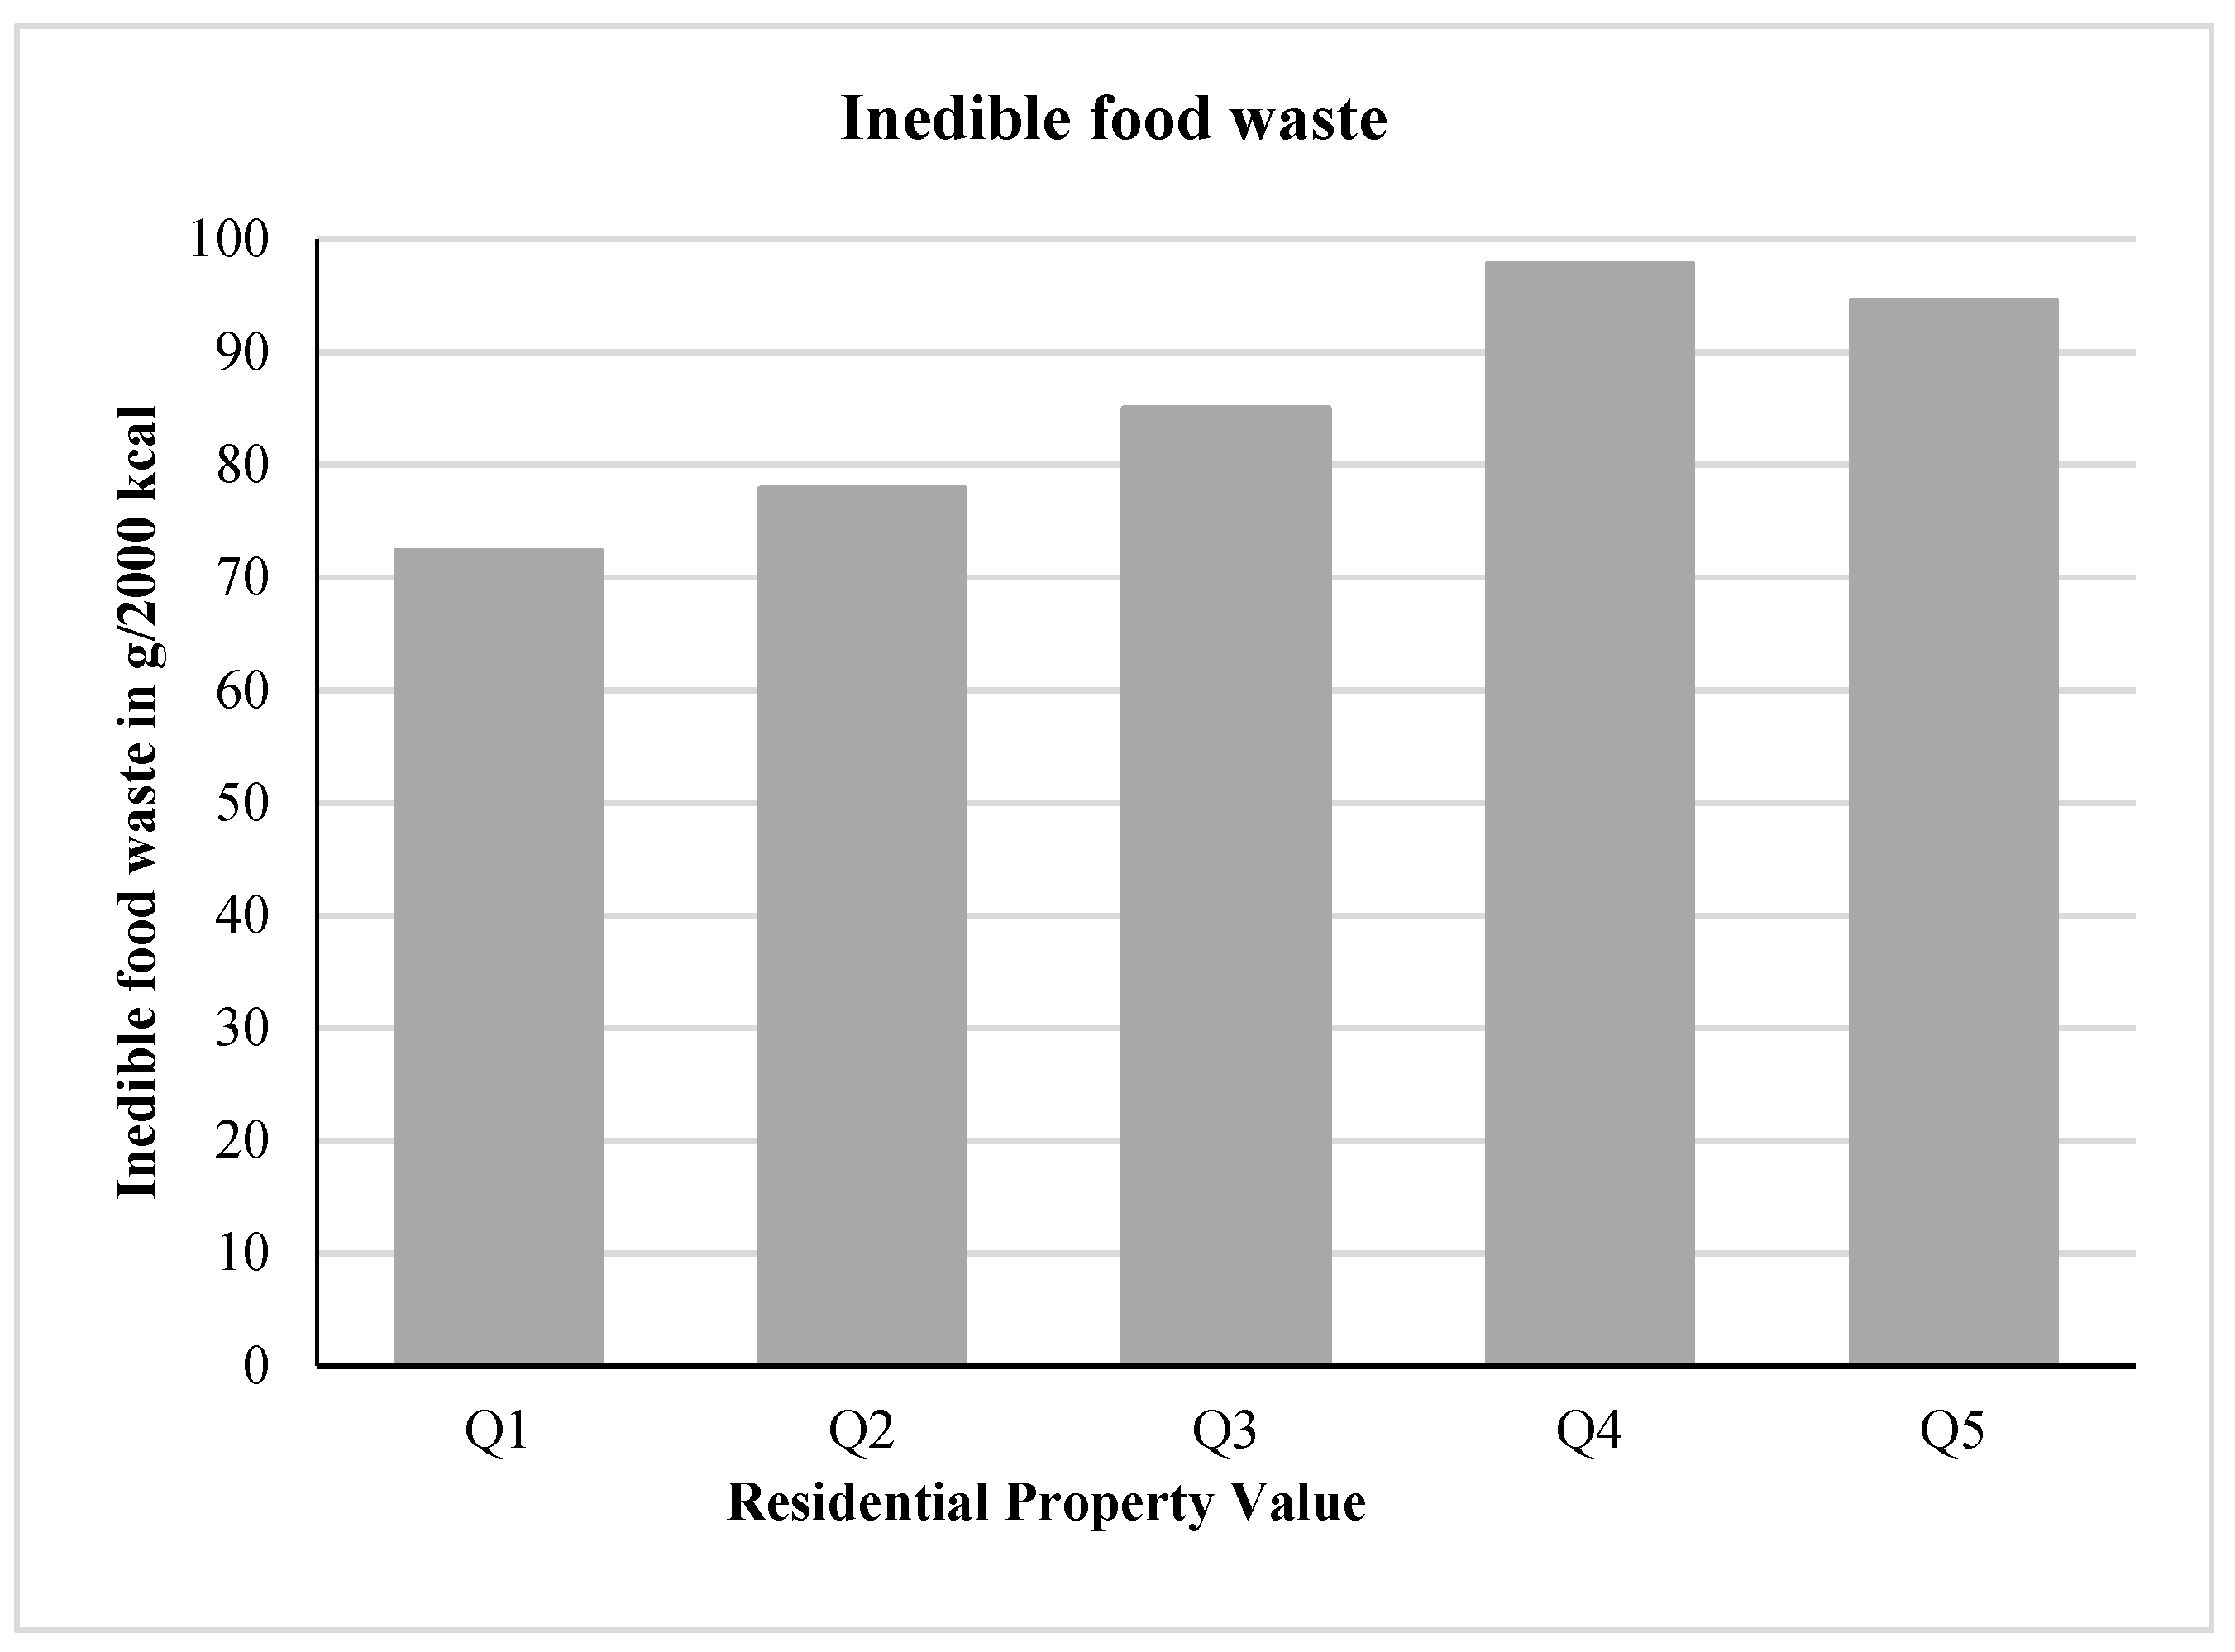 Inedible food waste
Inedible food waste in g/2000 kcal
100
90
80
70
60
50
40
30
20
10
0
Q1 Q2 Q3 Q4 Q5
Residential Property Value